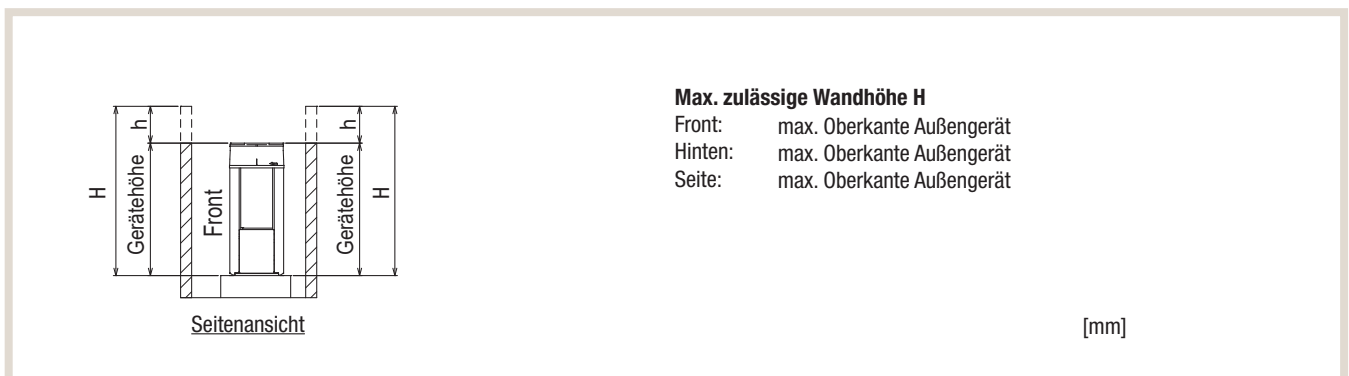 Max. zulässige Wandhöhe H
Front: max. Oberkante Außengerät
Hinten: max. Oberkante Außengerät
Seite: max. Oberkante Außengerät
H
h
Gerätehöhe
Front
h
Gerätehöhe
H
Seitenansicht
[mm]